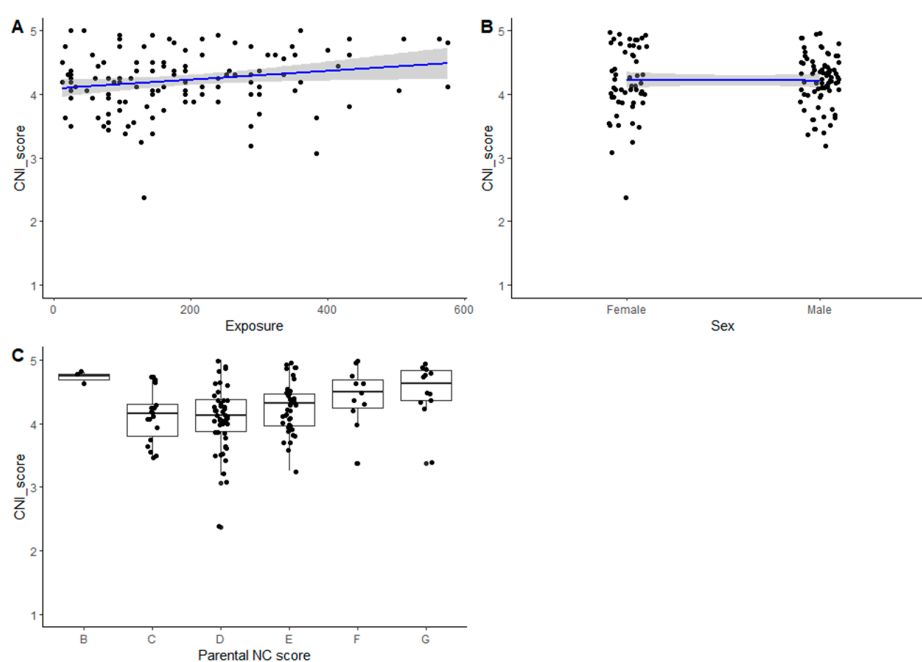 A
5
4
3
2
1
CNI_score
0
200
400
600
Exposure
B
5
4
3
2
1
CNI_score
Female
Male
Sex
C
5
4
3
2
1
CNI_score
B
C
D
E
F
G
Parental NC score